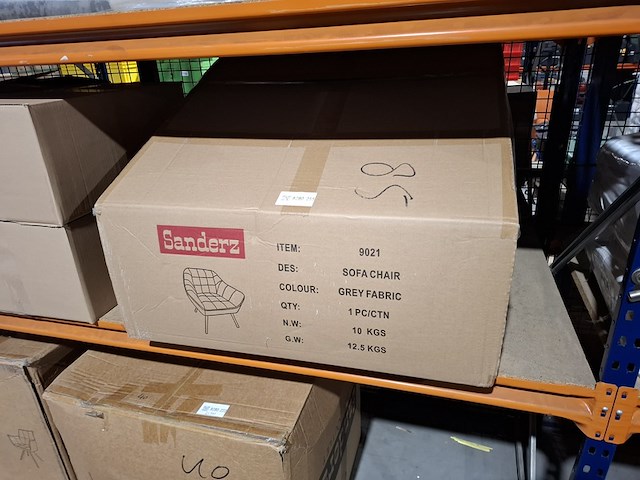 Sanderz
ITEM: 9021
DES: SOFA CHAIR
COLOUR: GREY FABRIC
QTY: 1 PC/CTN
N.W: 10 KGS
G.W: 12.5 KGS